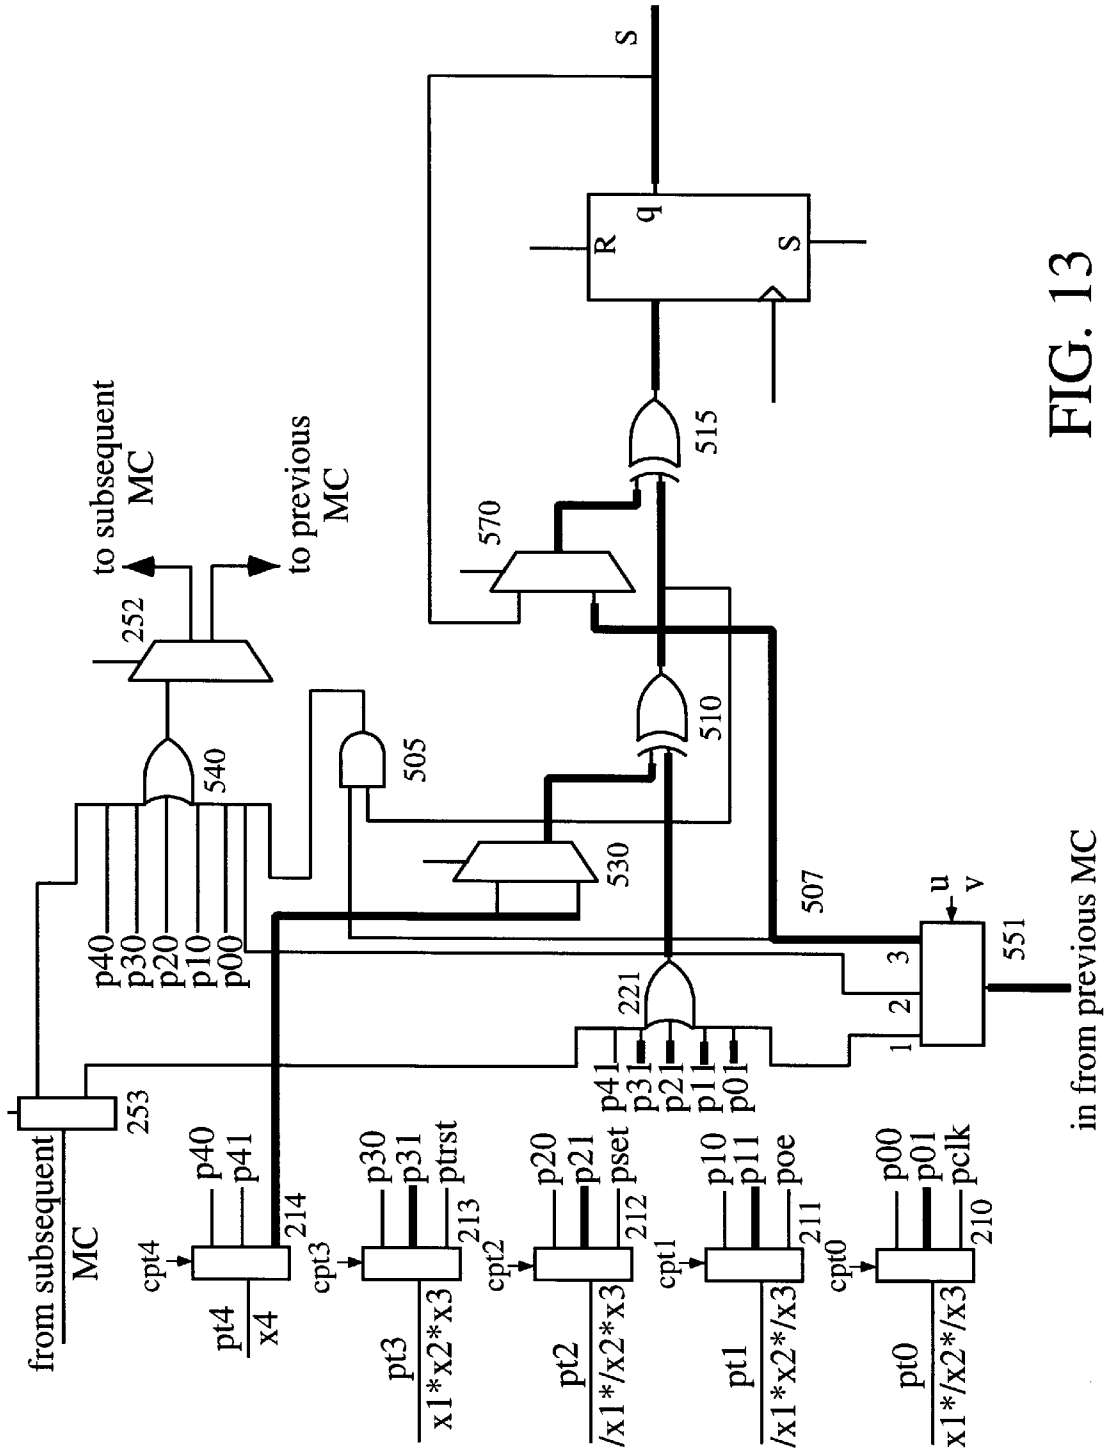 from subsequent
MC
253
to subsequent
MC
to previous
MC
252
540
p40
p30
p20
p10
p00
cpt4
pt4
x4
p40
p41
214
505
cpt3
pt3
x1*x2*x3
p30
p31
ptrst
213
530
570
cpt2
pt2
/x1*/x2*x3
p20
p21
pset
212
221
p41
p31
p21
p11
p01
510
515
R
q
S
S
cpt1
pt1
/x1*x2*/x3
p10
p11
poe
211
507
cpt0
pt0
x1*/x2*/x3
p00
p01
pclk
210
1
2
3
u
v
551
in from previous MC
FIG. 13